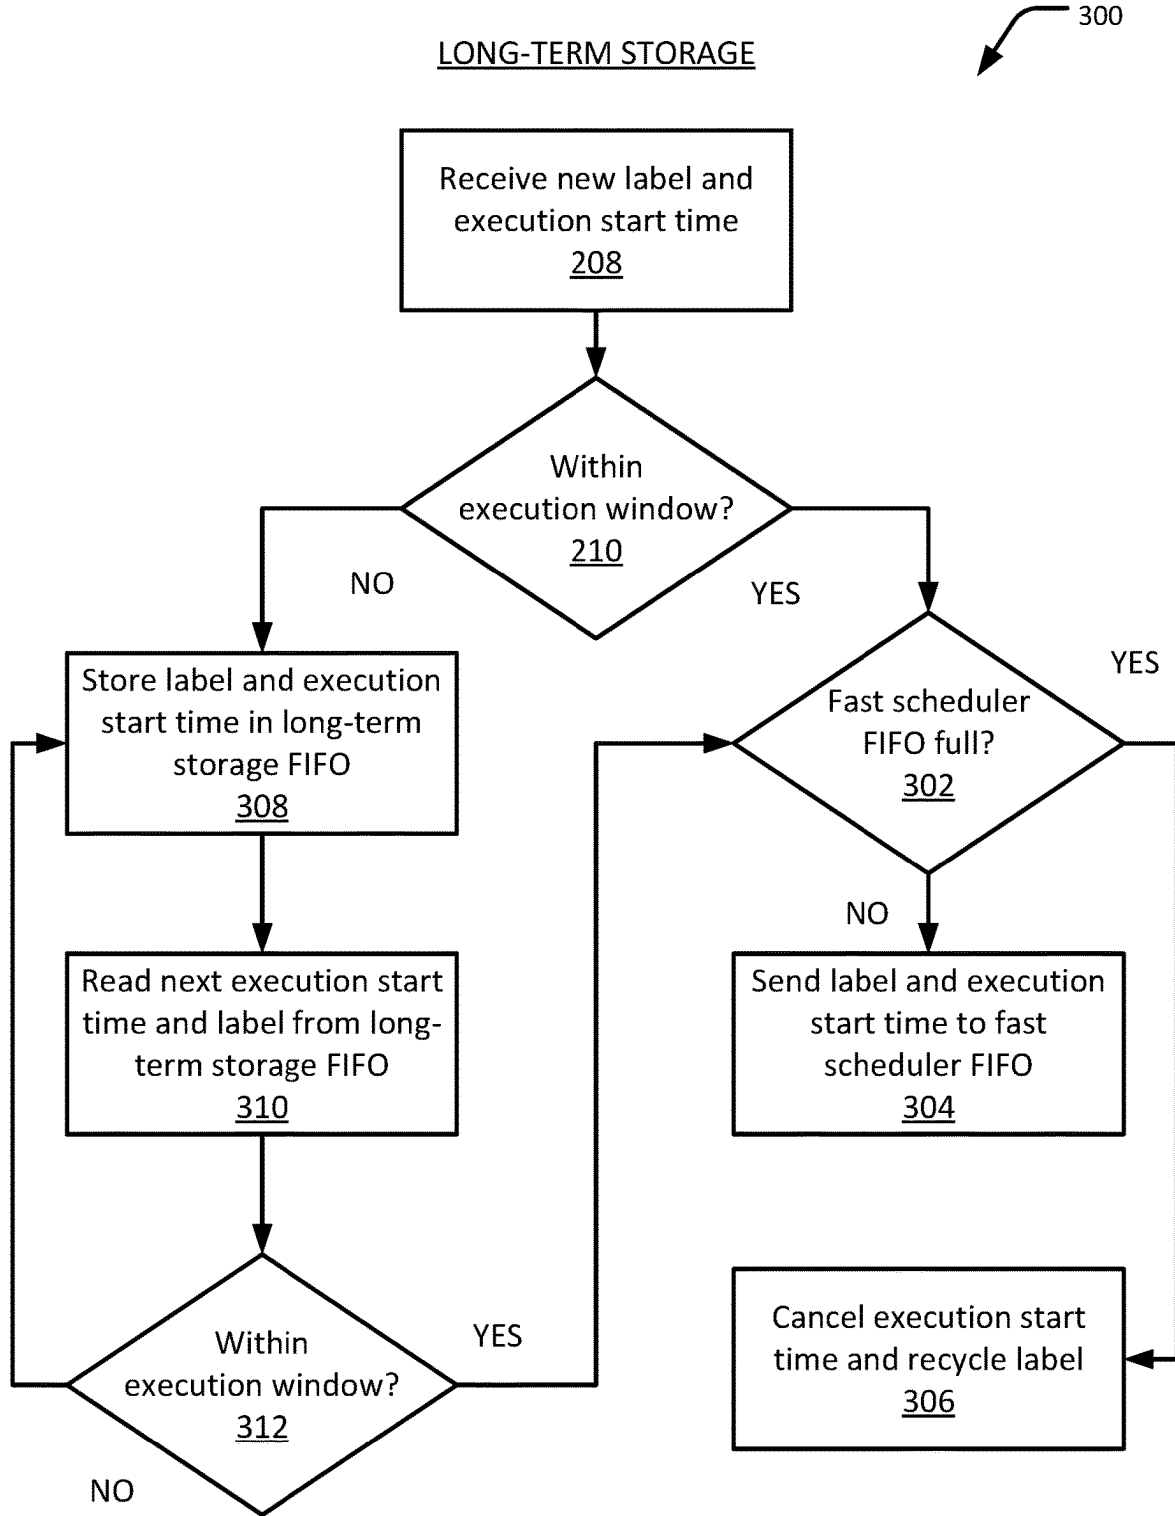 300
LONG-TERM STORAGE
Receive new label and
execution start time
208
Within
execution window?
210
NO
YES
Store label and execution
start time in long-term
storage FIFO
308
Fast scheduler
FIFO full?
302
YES
NO
Read next execution start
time and label from long-
term storage FIFO
310
Send label and execution
start time to fast
scheduler FIFO
304
Within
execution window?
312
YES
NO
Cancel execution start
time and recycle label
306